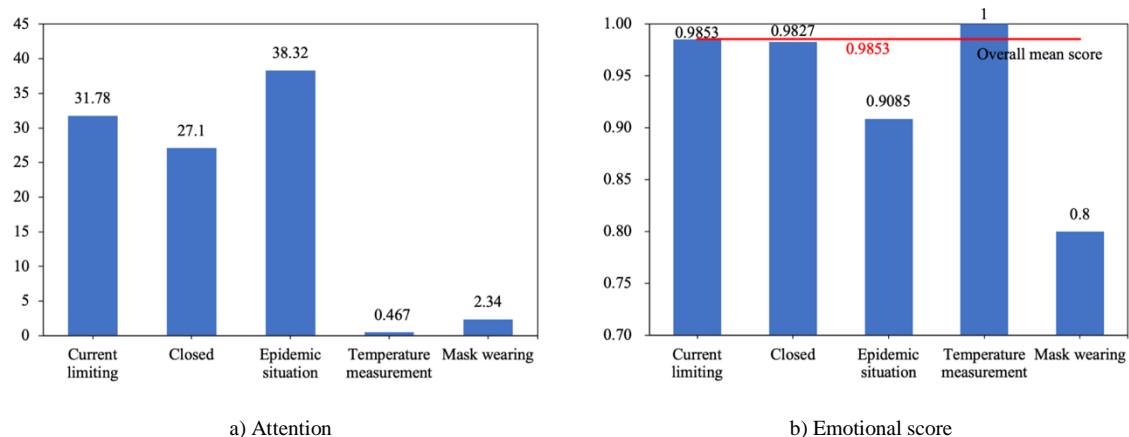 45
40
35
30
25
20
15
10
5
0
31.78
27.1
38.32
0.467
2.34
Current
limiting
Closed
Epidemic
situation
Temperature
measurement
Mask wearing
a) Attention
1.00
0.95
0.90
0.85
0.80
0.75
0.70
0.9853
0.9827
0.9085
1
0.8
0.9853
Overall mean score
Current
limiting
Closed
Epidemic
situation
Temperature
measurement
Mask wearing
b) Emotional score